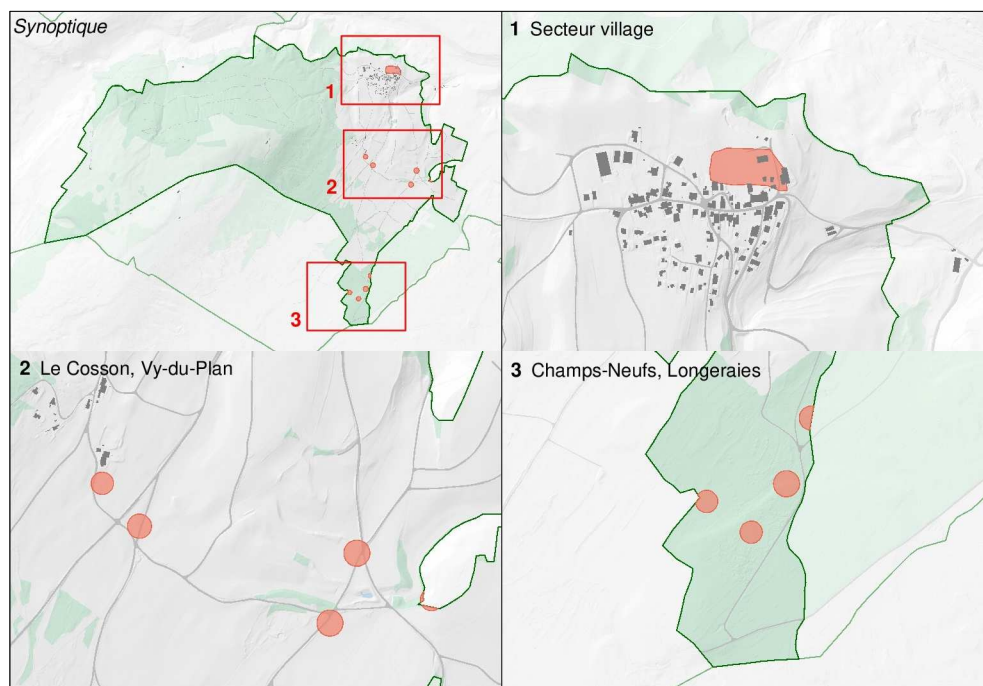 Synoptique
1
2
3
1 Secteur village
2 Le Cosson, Vy-du-Plan
3 Champs-Neufs, Longeraies